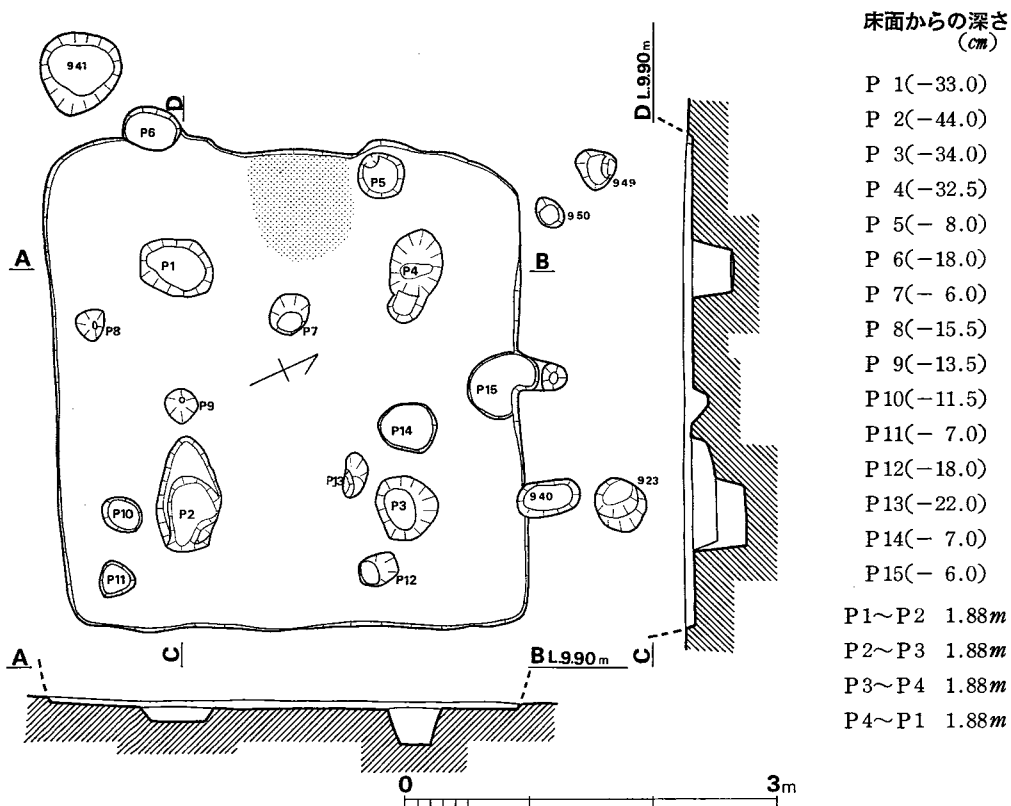 941
P6
D
P5
949
950
A
P1
P4
B
P8
P7
P9
P15
P14
P13
P10
P2
P3
940
923
P11
P12
C
A
B L.9.90m
D L.9.90m
C
0
3m
床面からの深さ
(cm)
P 1(−33.0)
P 2(−44.0)
P 3(−34.0)
P 4(−32.5)
P 5(− 8.0)
P 6(−18.0)
P 7(− 6.0)
P 8(−15.5)
P 9(−13.5)
P10(−11.5)
P11(− 7.0)
P12(−18.0)
P13(−22.0)
P14(− 7.0)
P15(− 6.0)
P1~P2 1.88m
P2~P3 1.88m
P3~P4 1.88m
P4~P1 1.88m